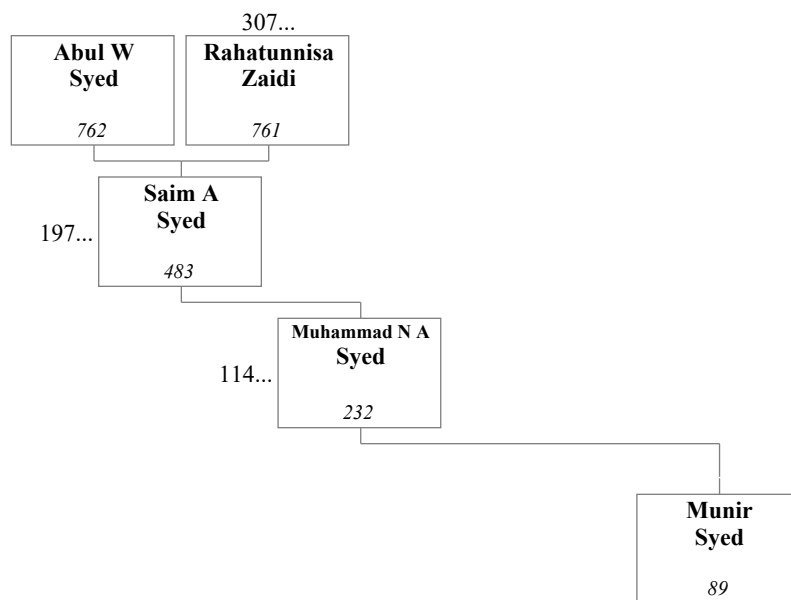 307...
Abul W
Syed
762
Rahatunnisa
Zaidi
761
197...
Saim A
Syed
483
114...
Muhammad N A
Syed
232
Munir
Syed
89